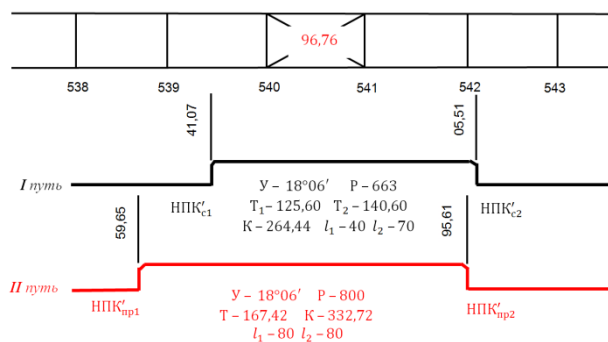 96,76
538 539 540 541 542 543
41,07 05,51
I путь
У – 18°06′ Р – 663
Т₁ – 125,60 Т₂ – 140,60
К – 264,44 l₁ – 40 l₂ – 70
НПК′с1 НПК′с2
59,65 95,61
II путь
У – 18°06′ Р – 800
Т – 167,42 К – 332,72
l₁ – 80 l₂ – 80
НПК′пр1 НПК′пр2